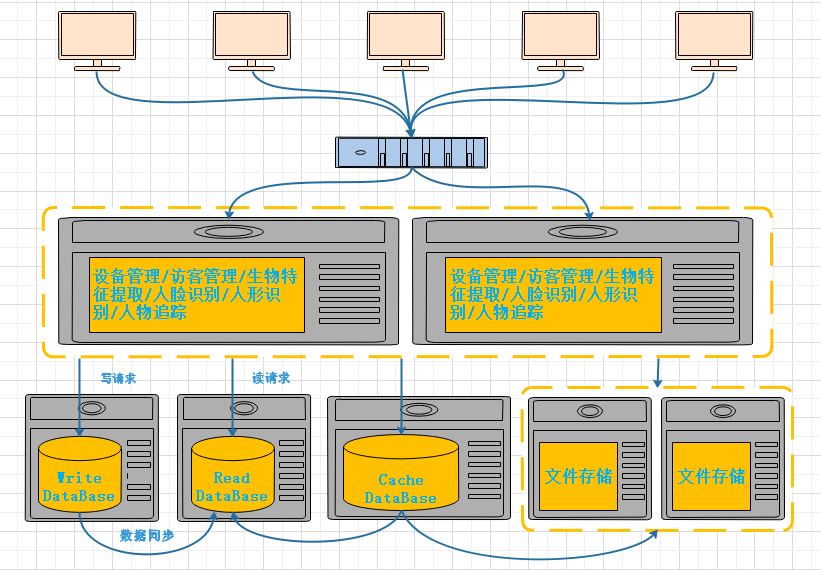 设备管理/访客管理/生物特
征提取/人脸识别/人形识
别/人物追踪
设备管理/访客管理/生物特
征提取/人脸识别/人形识
别/人物追踪
写请求
读请求
Write
DataBase
Read
DataBase
Cache
DataBase
文件存储
文件存储
数据同步